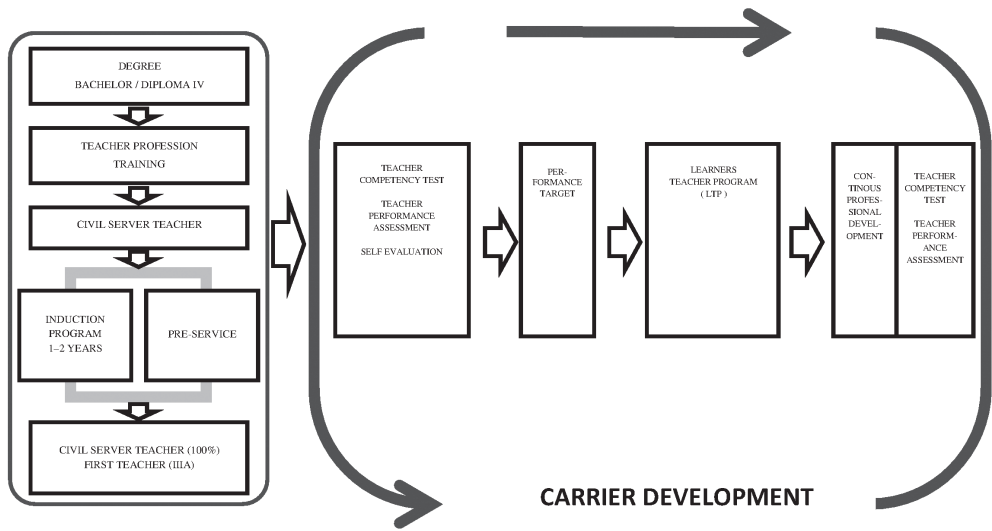 DEGREE
BACHELOR / DIPLOMA IV
TEACHER PROFESSION
TRAINING
CIVIL SERVER TEACHER
INDUCTION
PROGRAM
1–2 YEARS
PRE-SERVICE
CIVIL SERVER TEACHER (100%)
FIRST TEACHER (IIIA)
TEACHER
COMPETENCY TEST
TEACHER
PERFORMANCE
ASSESSMENT
SELF EVALUATION
PER-
FORMANCE
TARGET
LEARNERS
TEACHER PROGRAM
( LTP )
CON-
TINOUS
PROFES-
SIONAL
DEVEL-
OPMENT
TEACHER
COMPETENCY
TEST
TEACHER
PERFORM-
ANCE
ASSESSMENT
CARRIER DEVELOPMENT